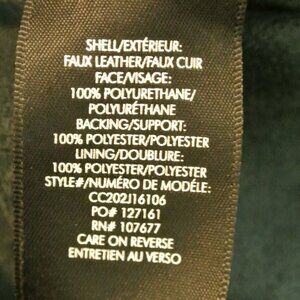 SHELL/EXTÉRIEUR:
FAUX LEATHER/FAUX CUIR
FACE/VISAGE:
100% POLYURETHANE/
POLYURÉTHANE
BACKING/SUPPORT:
100% POLYESTER/POLYESTER
LINING/DOUBLURE:
100% POLYESTER/POLYESTER
STYLE#/NUMÉRO DE MODÉLE:
CC202J16106
PO# 127161
RN# 107677
CARE ON REVERSE
ENTRETIEN AU VERSO